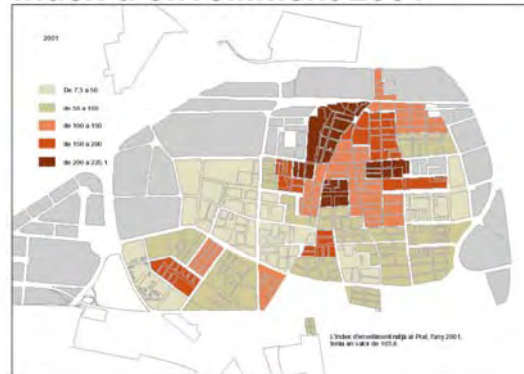 2001
De 7,5 a 50
De 50 a 100
De 100 a 150
De 150 a 200
De 200 a 225.1
L'índex d'envelliment mitjà al Prat, l'any 2001,
tenia un valor de